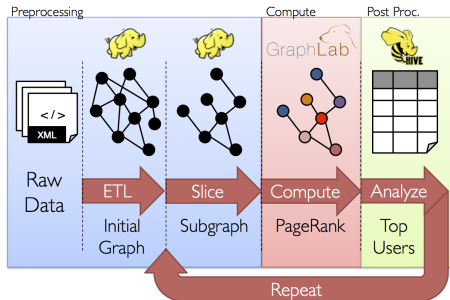 Preprocessing
Compute
Post Proc.
GraphLab
HIVE
</>
XML
Raw
Data
ETL
Slice
Compute
Analyze
Initial
Graph
Subgraph
PageRank
Top
Users
Repeat